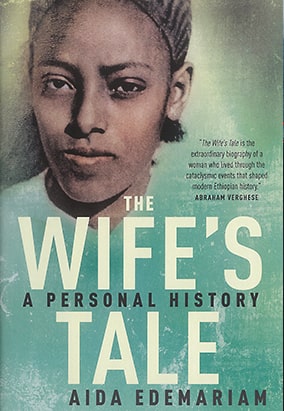 "The Wife's Tale is the
extraordinary biography of a
woman who lived through the
cataclysmic events that shaped
modern Ethiopian history."
ABRAHAM VERGHESE
THE
WIFE'S
A PERSONAL HISTORY
TALE
AIDA EDEMARIAM